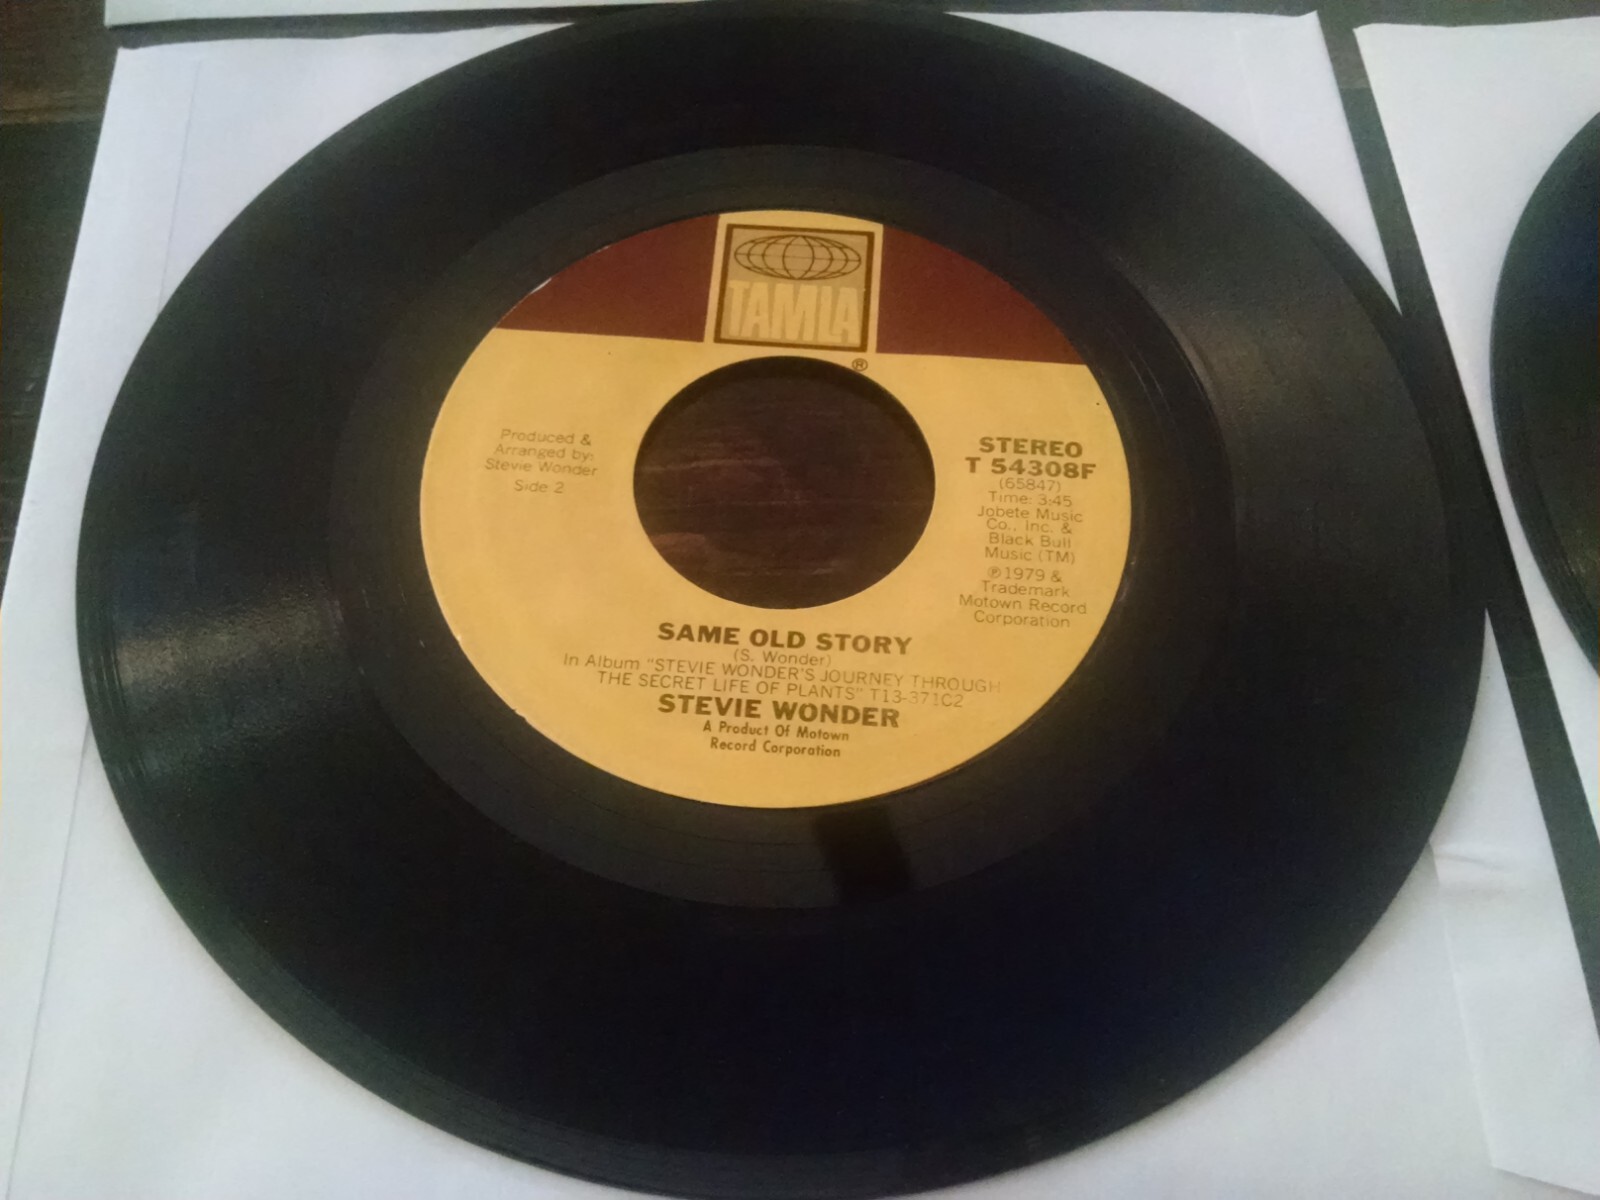 TAMLA
®
Produced &
Arranged by:
Stevie Wonder
Side 2
STEREO
T 54308F
(65847)
Time: 3:45
Jobete Music
Co., Inc. &
Black Bull
Music (TM)
℗1979 &
Trademark
Motown Record
Corporation
SAME OLD STORY
(S. Wonder)
In Album "STEVIE WONDER'S JOURNEY THROUGH
THE SECRET LIFE OF PLANTS" T13-371C2
STEVIE WONDER
A Product Of Motown
Record Corporation